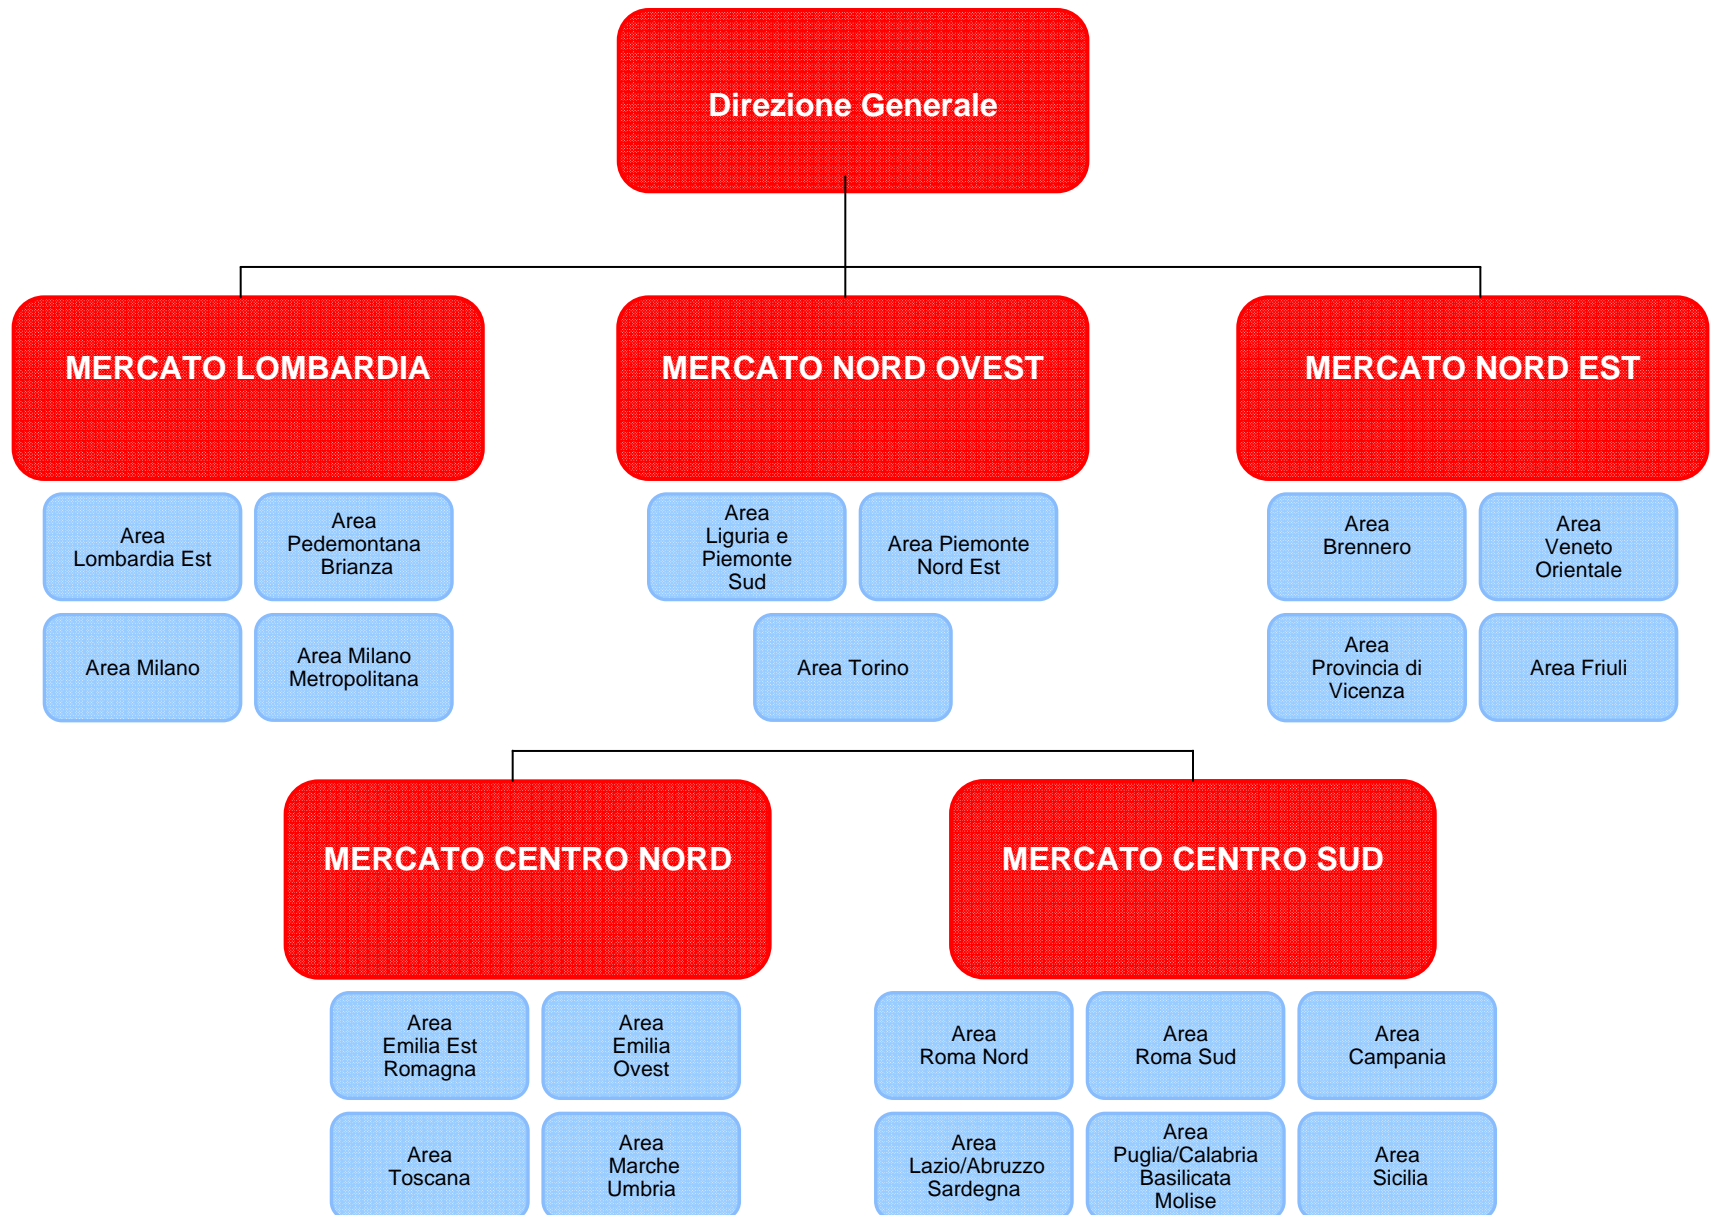 Direzione Generale
MERCATO LOMBARDIA
MERCATO NORD OVEST
MERCATO NORD EST
Area
Lombardia Est
Area
Pedemontana
Brianza
Area
Liguria e
Piemonte
Sud
Area Piemonte
Nord Est
Area
Brennero
Area
Veneto
Orientale
Area Milano
Area Milano
Metropolitana
Area Torino
Area
Provincia di
Vicenza
Area Friuli
MERCATO CENTRO NORD
MERCATO CENTRO SUD
Area
Emilia Est
Romagna
Area
Emilia
Ovest
Area
Roma Nord
Area
Roma Sud
Area
Campania
Area
Toscana
Area
Marche
Umbria
Area
Lazio/Abruzzo
Sardegna
Area
Puglia/Calabria
Basilicata
Molise
Area
Sicilia